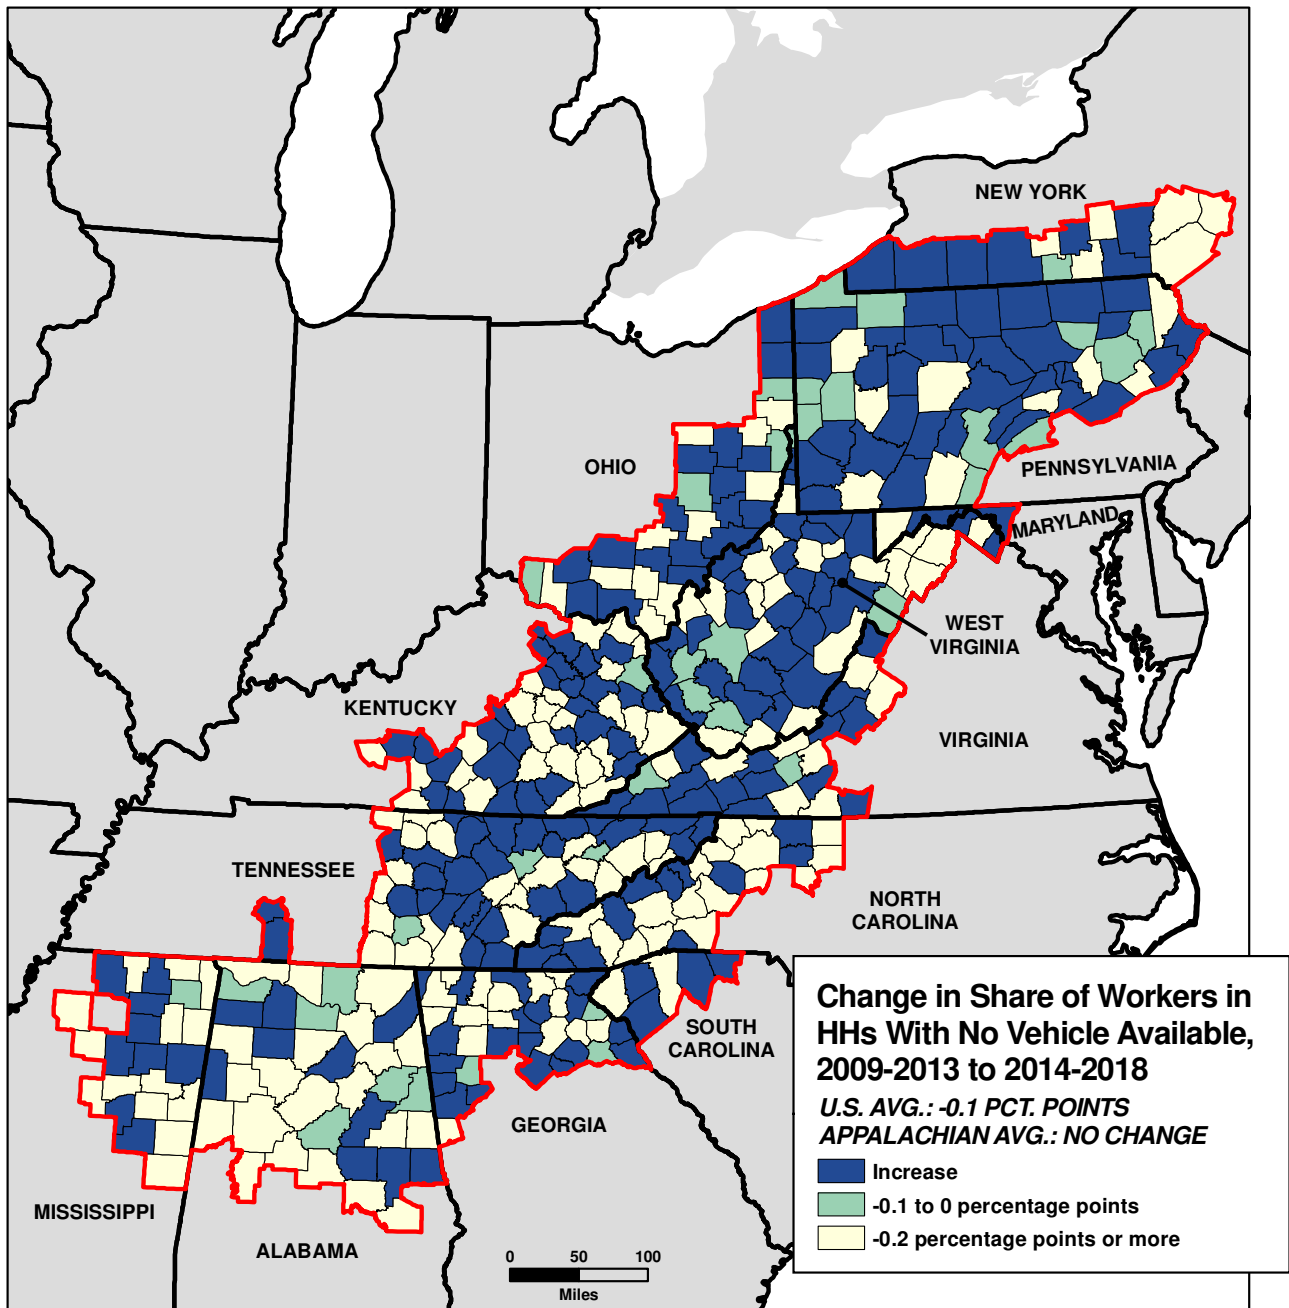 NEW YORK
OHIO
PENNSYLVANIA
MARYLAND
WEST
VIRGINIA
KENTUCKY
VIRGINIA
TENNESSEE
NORTH
CAROLINA
SOUTH
CAROLINA
GEORGIA
MISSISSIPPI
ALABAMA
0 50 100
Miles
Change in Share of Workers in
HHs With No Vehicle Available,
2009-2013 to 2014-2018
U.S. AVG.: -0.1 PCT. POINTS
APPALACHIAN AVG.: NO CHANGE
Increase
-0.1 to 0 percentage points
-0.2 percentage points or more